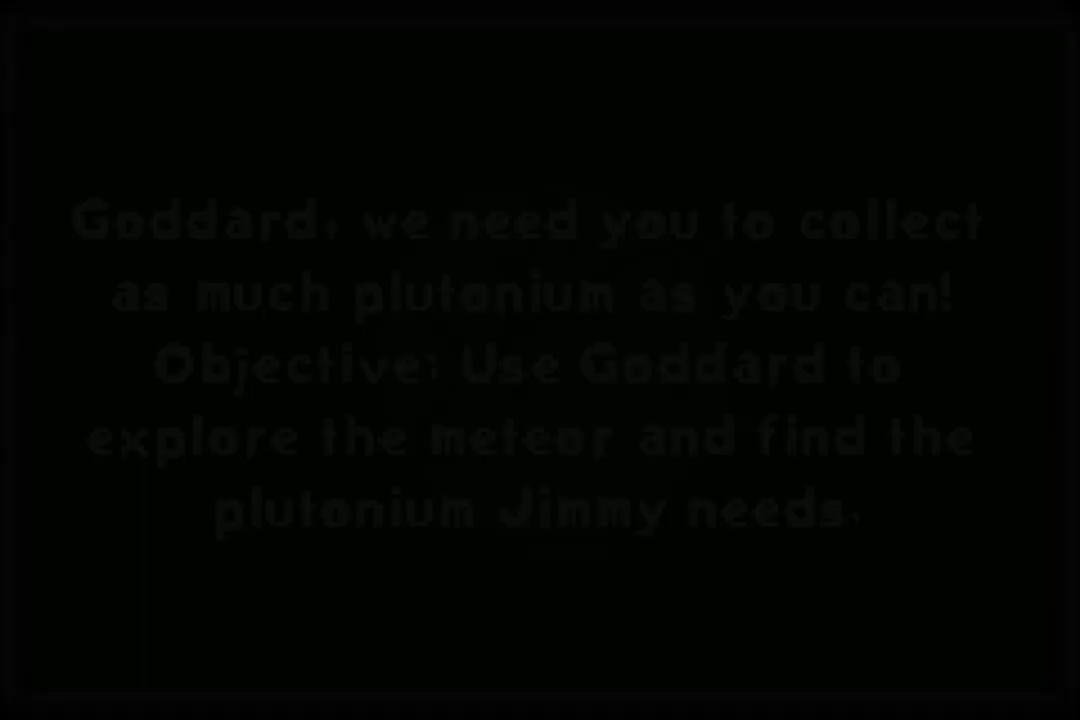 Goddard, we need you to collect
as much plutonium as you can!
Objective: Use Goddard to
explore the meteor and find the
plutonium Jimmy needs.